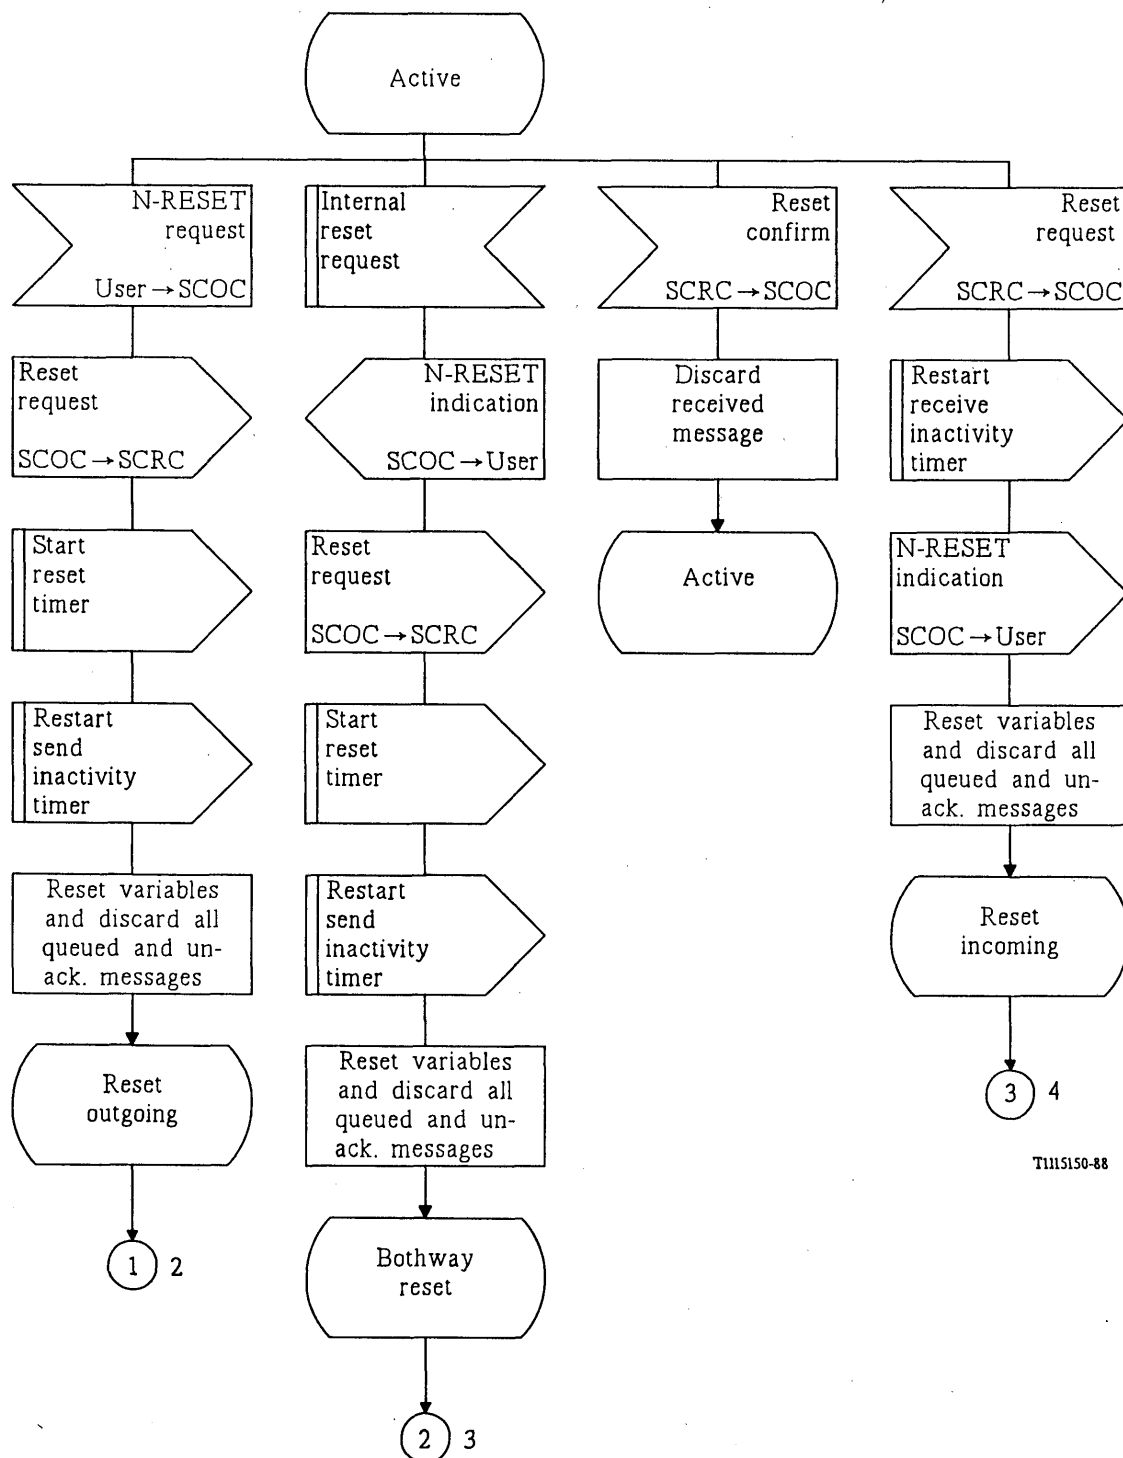 Active
N-RESET
request
User → SCOC
Reset
request
SCOC → SCRC
Start
reset
timer
Restart
send
inactivity
timer
Reset variables
and discard all
queued and un-
ack. messages
Reset
outgoing
1 2
Internal
reset
request
N-RESET
indication
SCOC → User
Reset
request
SCOC → SCRC
Start
reset
timer
Restart
send
inactivity
timer
Reset variables
and discard all
queued and un-
ack. messages
Bothway
reset
2 3
Reset
confirm
SCRC → SCOC
Discard
received
message
Active
Reset
request
SCRC → SCOC
Restart
receive
inactivity
timer
N-RESET
indication
SCOC → User
Reset variables
and discard all
queued and un-
ack. messages
Reset
incoming
3 4
T1115150-88